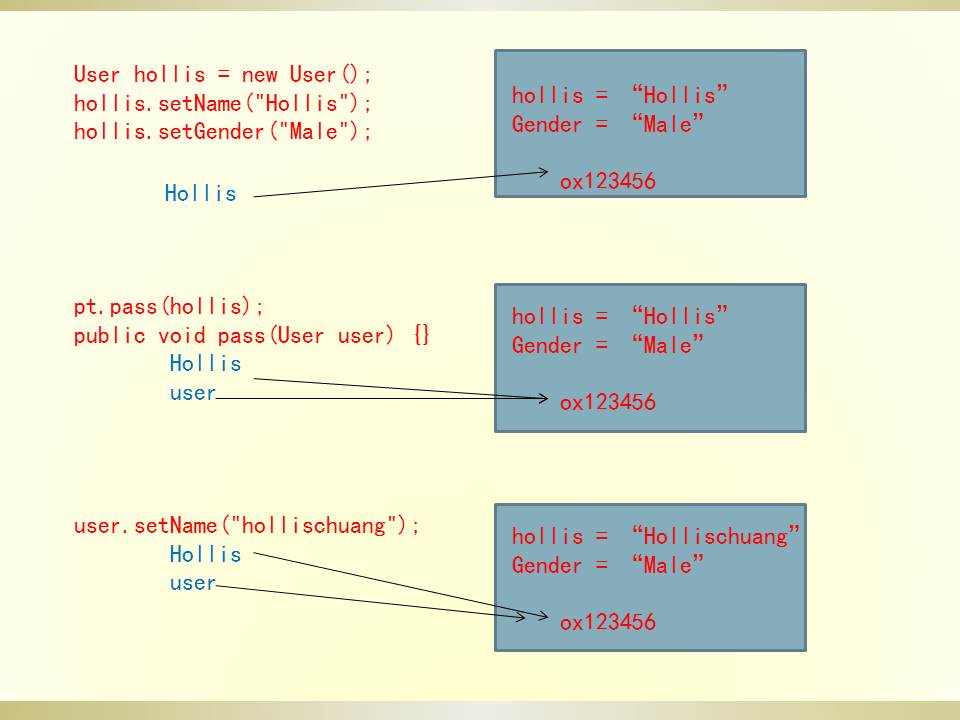 User hollis = new User();
hollis.setName("Hollis");
hollis.setGender("Male");
Hollis
hollis = “Hollis”
Gender = “Male”
ox123456
pt.pass(hollis);
public void pass(User user) {}
Hollis
user
hollis = “Hollis”
Gender = “Male”
ox123456
user.setName("hollischuang");
Hollis
user
hollis = “Hollischuang”
Gender = “Male”
ox123456